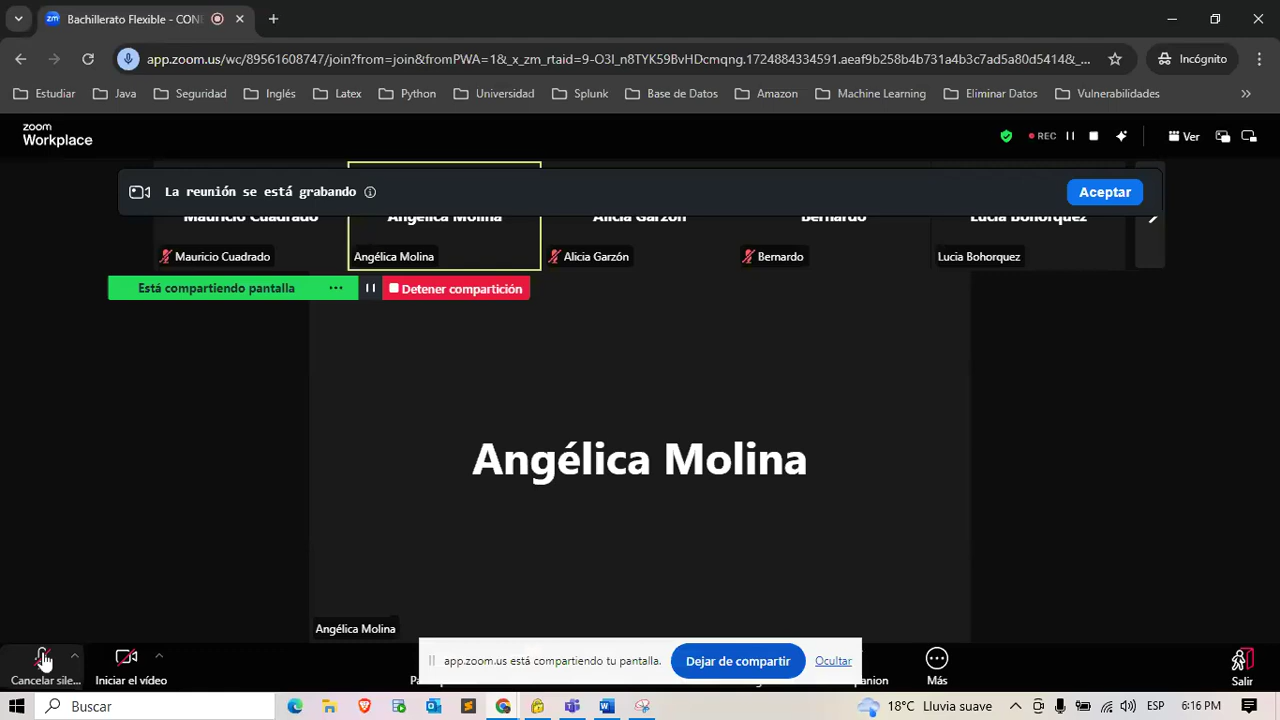 Bachillerato Flexible - CONE
app.zoom.us/wc/89561608747/join?from=join&fromPWA=1&_x_zm_rtaid=9-O3I_n8TYK59BvHDcmqng.1724884334591.aeaf9b258b4b731a4b3c7ad5a80d5414&_...
Incógnito
Estudiar Java Seguridad Inglés Latex Python Universidad Splunk Base de Datos Amazon Machine Learning Eliminar Datos Vulnerabilidades
zoom
Workplace
REC
Ver
La reunión se está grabando
Aceptar
Mauricio Cuadrado Angélica Molina Alicia Garzón Bernardo Lucia Bohorquez
Mauricio Cuadrado Angélica Molina Alicia Garzón Bernardo Lucia Bohorquez
Está compartiendo pantalla ... Detener compartición
Angélica Molina
Angélica Molina
app.zoom.us está compartiendo tu pantalla. Dejar de compartir Ocultar
Cancelar sile... Iniciar el vídeo Más Salir
Buscar
18°C Lluvia suave
ESP
6:16 PM